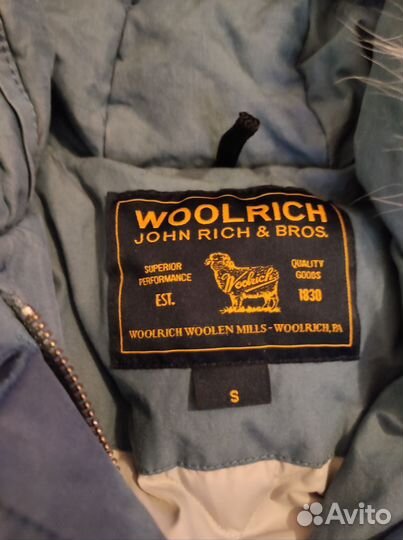 WOOLRICH
JOHN RICH & BROS.
SUPERIOR
PERFORMANCE
QUALITY
GOODS
Woolrich
EST.
1830
WOOLRICH WOOLEN MILLS - WOOLRICH, PA
S
Avito